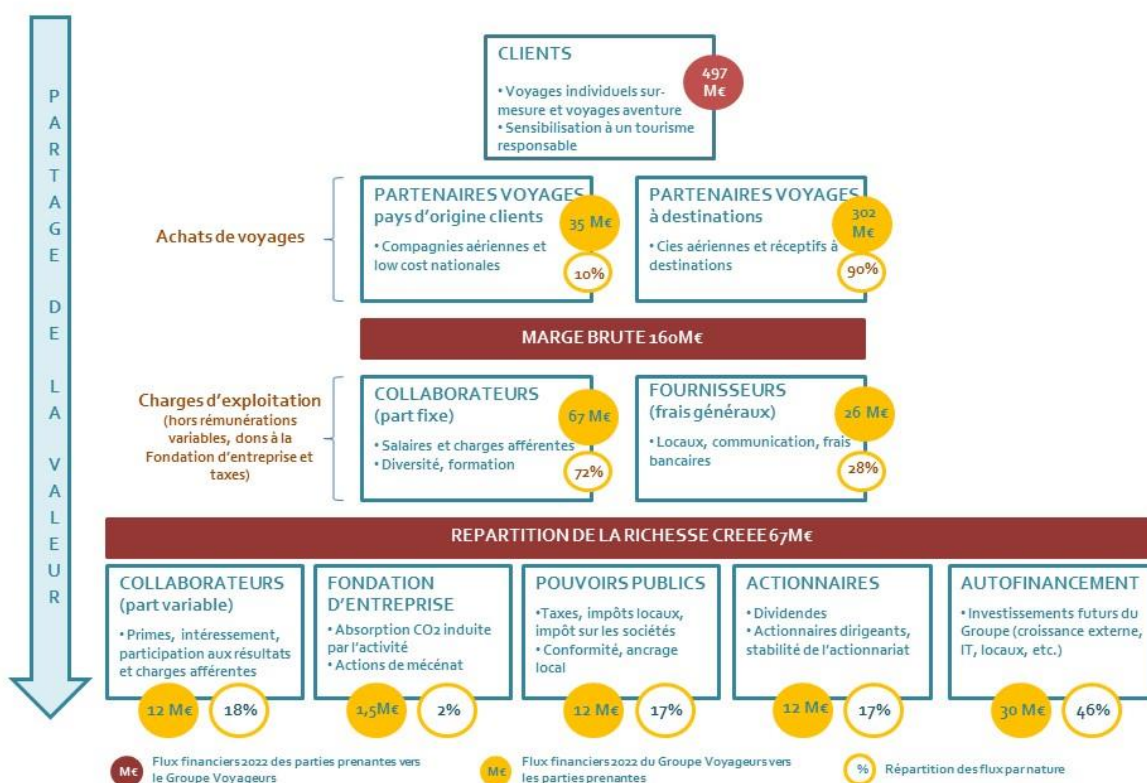 PARTAGE DE LA VALEUR
CLIENTS
497 M€
• Voyages individuels sur-
mesure et voyages aventure
• Sensibilisation à un tourisme
responsable
Achats de voyages
PARTENAIRES VOYAGES
pays d'origine clients
35 M€
• Compagnies aériennes et
low cost nationales
10%
PARTENAIRES VOYAGES
à destinations
302 M€
• Cies aériennes et réceptifs à
destinations
90%
MARGE BRUTE 160M€
Charges d'exploitation
(hors rémunérations
variables, dons à la
Fondation d'entreprise et
taxes)
COLLABORATEURS
(part fixe)
67 M€
• Salaires et charges afférentes
• Diversité, formation
72%
FOURNISSEURS
(frais généraux)
26 M€
• Locaux, communication, frais
bancaires
28%
REPARTITION DE LA RICHESSE CREEE 67M€
COLLABORATEURS
(part variable)
• Primes, intéressement,
participation aux résultats
et charges afférentes
12 M€ 18%
FONDATION
D'ENTREPRISE
• Absorption CO2 induite
par l'activité
• Actions de mécénat
1,5M€ 2%
POUVOIRS PUBLICS
•Taxes, impôts locaux,
impôt sur les sociétés
• Conformité, ancrage
local
12 M€ 17%
ACTIONNAIRES
• Dividendes
• Actionnaires dirigeants,
stabilité de l'actionnariat
12 M€ 17%
AUTOFINANCEMENT
• Investissements futurs du
Groupe (croissance externe,
IT, locaux, etc.)
30 M€ 46%
M€ Flux financiers 2022 des parties prenantes vers
le Groupe Voyageurs
M€ Flux financiers 2022 du Groupe Voyageurs vers
les parties prenantes
% Répartition des flux par nature